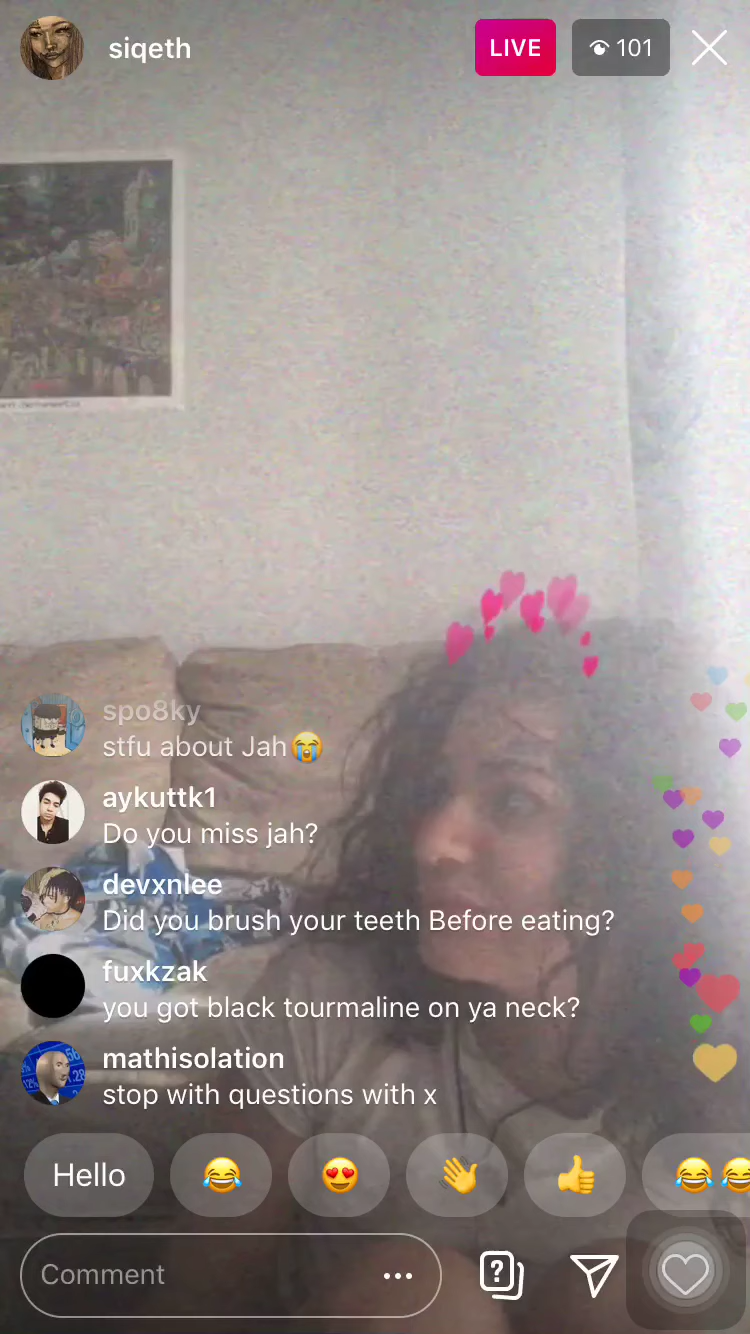 siqeth
LIVE
101
spo8ky
stfu about Jah😭
aykuttk1
Do you miss jah?
devxnlee
Did you brush your teeth Before eating?
fuxkzak
you got black tourmaline on ya neck?
mathisolation
stop with questions with x
Hello
Comment